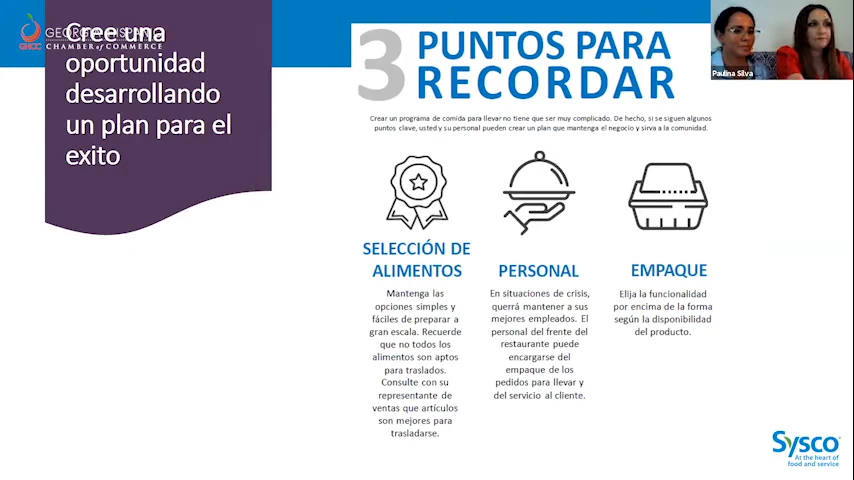 GEORGIA HISPAN
CHAMBER of COMMERCE
GHCC
Crea una
oportunidad
desarrollando
un plan para el
exito
3 PUNTOS PARA
RECORDAR
Crear un programa de comida para llevar no tiene que ser muy complicado. De hecho, si se siguen algunos
puntos clave, usted y su personal pueden crear un plan que mantenga el negocio y sirva a la comunidad.
SELECCIÓN DE
ALIMENTOS
Mantenga las
opciones simples y
fáciles de preparar a
gran escala. Recuerde
que no todos los
alimentos son aptos
para traslados.
Consulte con su
representante de
ventas que artículos
son mejores para
trasladarse.
PERSONAL
En situaciones de crisis,
querrá mantener a sus
mejores empleados. El
personal del frente del
restaurante puede
encargarse del
empaque de los
pedidos para llevar y
del servicio al cliente.
EMPAQUE
Elija la funcionalidad
por encima de la forma
según la disponibilidad
del producto.
Paulina Silva
Sysco
At the heart of
food and service